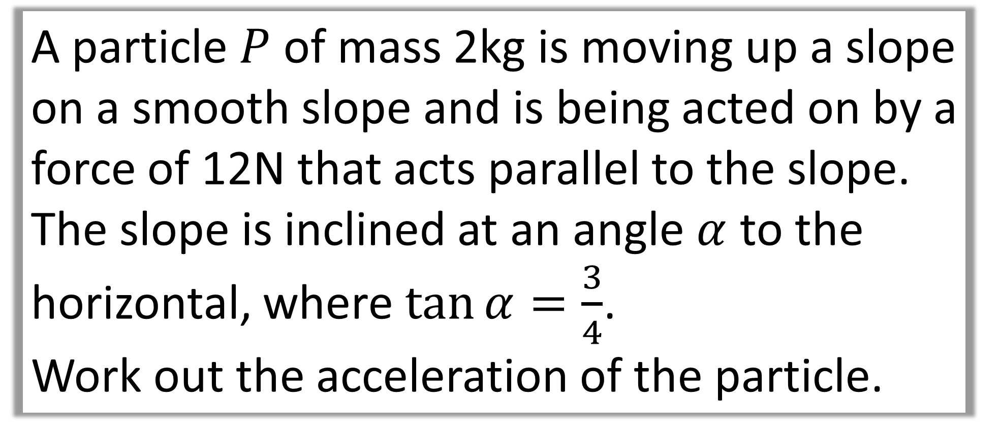 A particle P of mass 2kg is moving up a slope
on a smooth slope and is being acted on by a
force of 12N that acts parallel to the slope.
The slope is inclined at an angle α to the
horizontal, where tan α = 3/4.
Work out the acceleration of the particle.